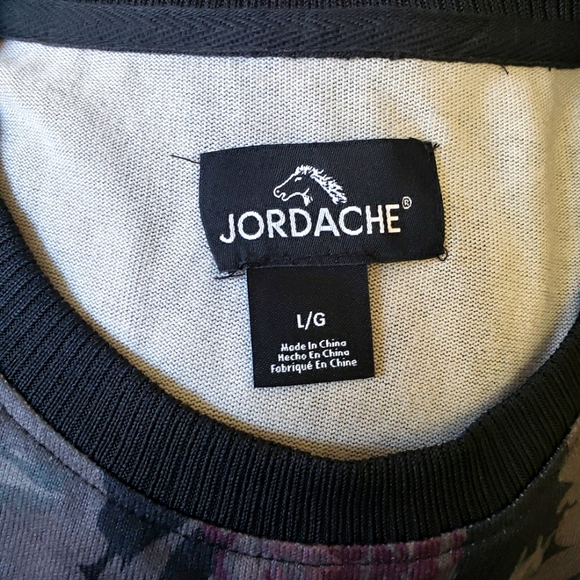 JORDACHE®
L/G
Made In China
Hecho En China
Fabriqué En Chine